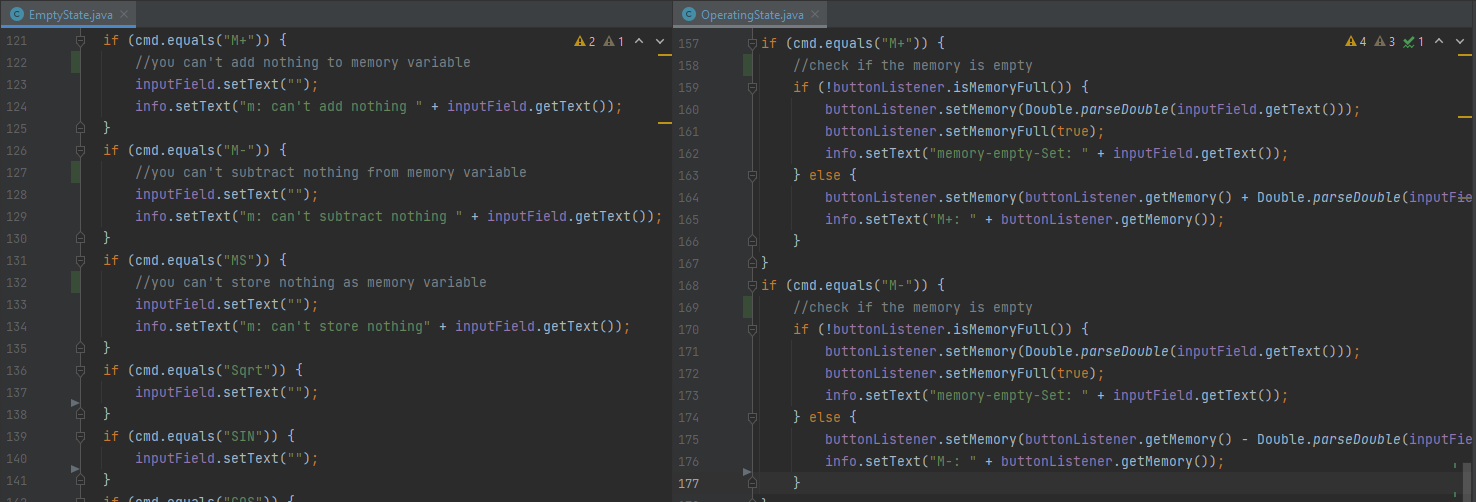 EmptyState.java
2 1
121 if (cmd.equals("M+")) {
122 //you can't add nothing to memory variable
123 inputField.setText("");
124 info.setText("m: can't add nothing " + inputField.getText());
125 }
126 if (cmd.equals("M-")) {
127 //you can't subtract nothing from memory variable
128 inputField.setText("");
129 info.setText("m: can't subtract nothing " + inputField.getText());
130 }
131 if (cmd.equals("MS")) {
132 //you can't store nothing as memory variable
133 inputField.setText("");
134 info.setText("m: can't store nothing" + inputField.getText());
135 }
136 if (cmd.equals("Sqrt")) {
137 inputField.setText("");
138 }
139 if (cmd.equals("SIN")) {
140 inputField.setText("");
141 }
OperatingState.java
4 3 1
157 if (cmd.equals("M+")) {
158 //check if the memory is empty
159 if (!buttonListener.isMemoryFull()) {
160 buttonListener.setMemory(Double.parseDouble(inputField.getText()));
161 buttonListener.setMemoryFull(true);
162 info.setText("memory-empty-Set: " + inputField.getText());
163 } else {
164 buttonListener.setMemory(buttonListener.getMemory() + Double.parseDouble(inputFie
165 info.setText("M+: " + buttonListener.getMemory());
166 }
167 }
168 if (cmd.equals("M-")) {
169 //check if the memory is empty
170 if (!buttonListener.isMemoryFull()) {
171 buttonListener.setMemory(Double.parseDouble(inputField.getText()));
172 buttonListener.setMemoryFull(true);
173 info.setText("memory-empty-Set: " + inputField.getText());
174 } else {
175 buttonListener.setMemory(buttonListener.getMemory() - Double.parseDouble(inputFie
176 info.setText("M-: " + buttonListener.getMemory());
177 }